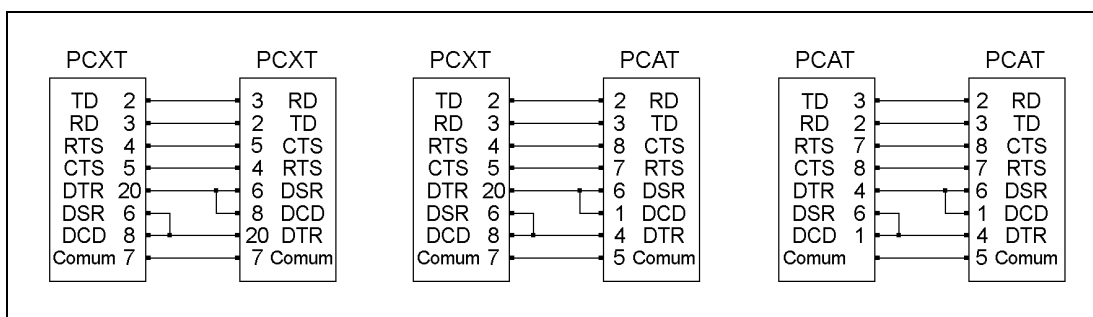 PCXT PCXT
TD 2 3 RD
RD 3 2 TD
RTS 4 5 CTS
CTS 5 4 RTS
DTR 20 6 DSR
DSR 6 8 DCD
DCD 8 20 DTR
Comum 7 7 Comum
PCXT PCAT
TD 2 2 RD
RD 3 3 TD
RTS 4 8 CTS
CTS 5 7 RTS
DTR 20 6 DSR
DSR 6 1 DCD
DCD 8 4 DTR
Comum 7 5 Comum
PCAT PCAT
TD 3 2 RD
RD 2 3 TD
RTS 7 8 CTS
CTS 8 7 RTS
DTR 4 6 DSR
DSR 6 1 DCD
DCD 1 4 DTR
Comum 5 Comum